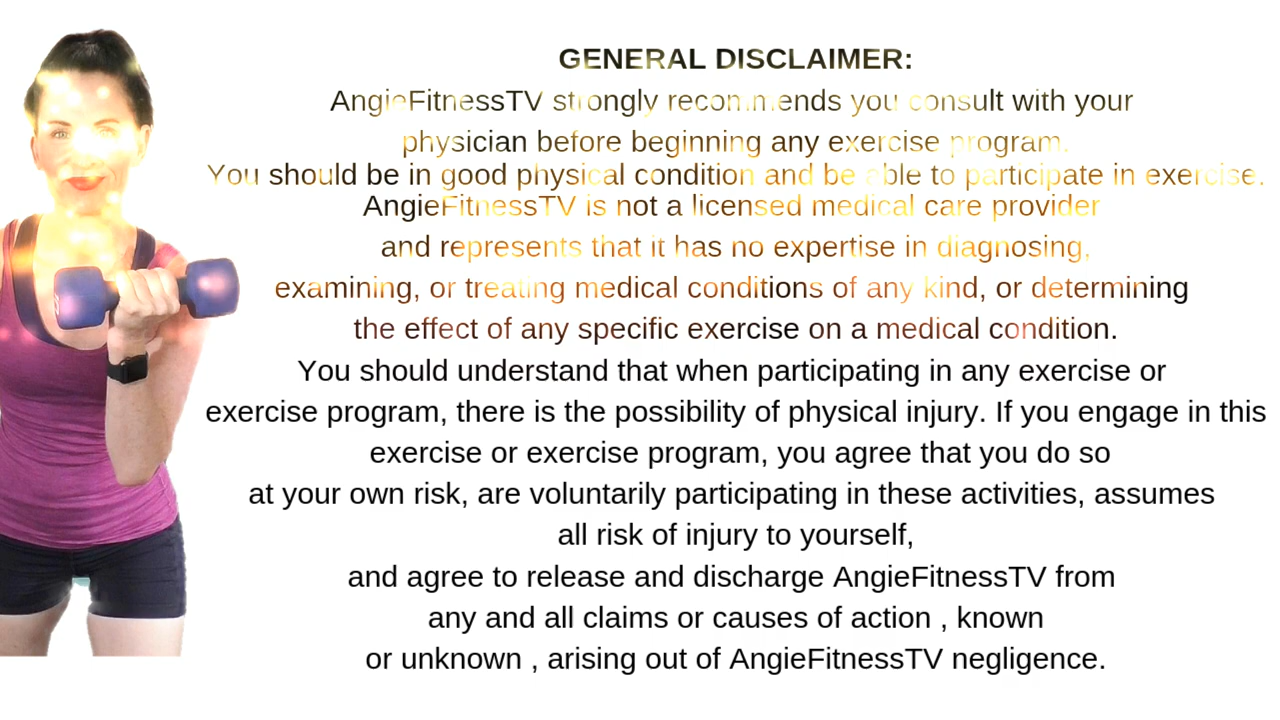 GENERAL DISCLAIMER:
AngieFitnessTV strongly recommends you consult with your
physician before beginning any exercise program.
You should be in good physical condition and be able to participate in exercise.
AngieFitnessTV is not a licensed medical care provider
and represents that it has no expertise in diagnosing,
examining, or treating medical conditions of any kind, or determining
the effect of any specific exercise on a medical condition.
You should understand that when participating in any exercise or
exercise program, there is the possibility of physical injury. If you engage in this
exercise or exercise program, you agree that you do so
at your own risk, are voluntarily participating in these activities, assumes
all risk of injury to yourself,
and agree to release and discharge AngieFitnessTV from
any and all claims or causes of action , known
or unknown , arising out of AngieFitnessTV negligence.